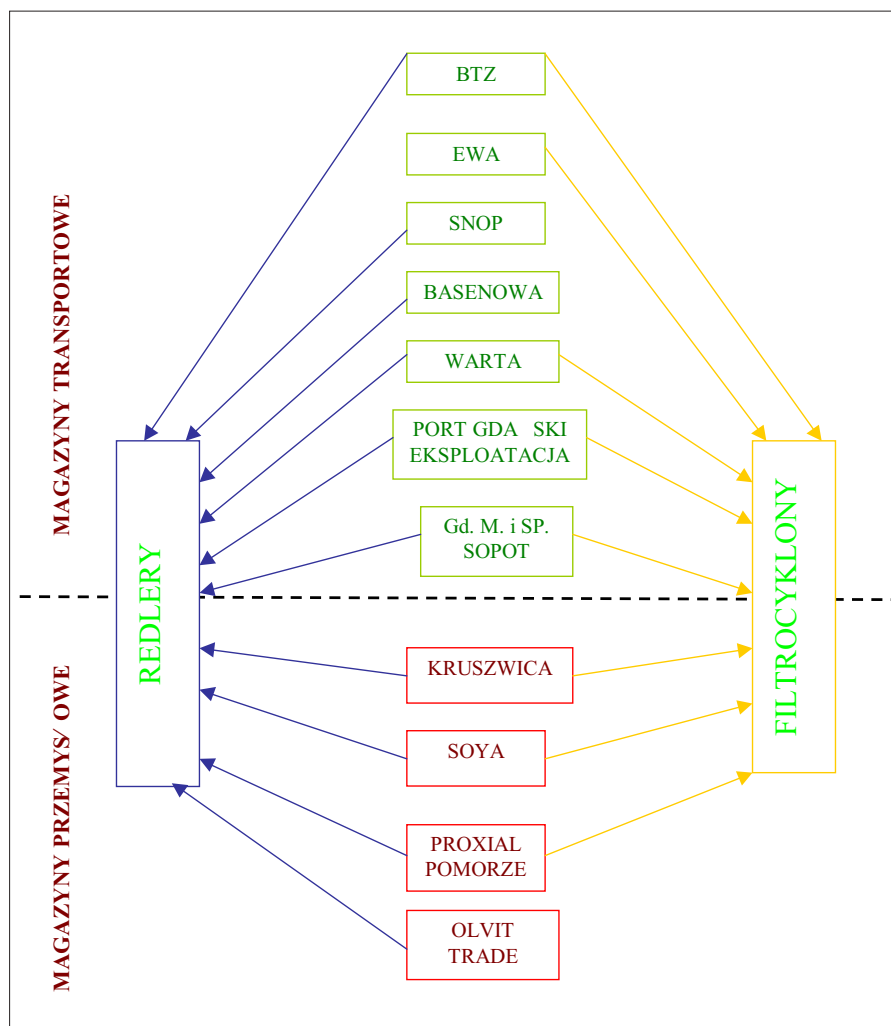 MAGAZYNY TRANSPORTOWE
MAGAZYNY PRZEMYS/ OWE
REDLERY
BTZ
EWA
SNOP
BASENOWA
WARTA
PORT GDA SKI
EKSPLOATACJA
Gd. M. i SP.
SOPOT
KRUSZWICA
SOYA
PROXIAL
POMORZE
OLVIT
TRADE
FILTROCYKLONY